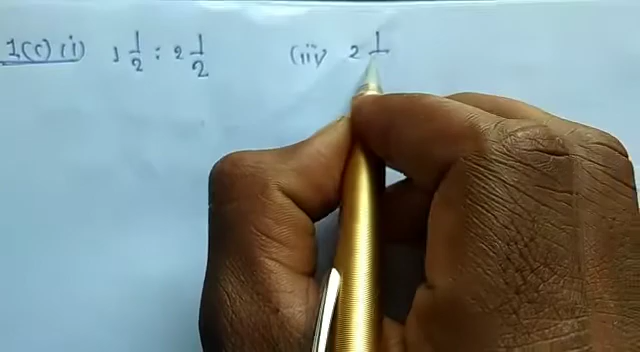 1(c)(i) 1 1/2 : 2 1/2 (ii) 2 1/